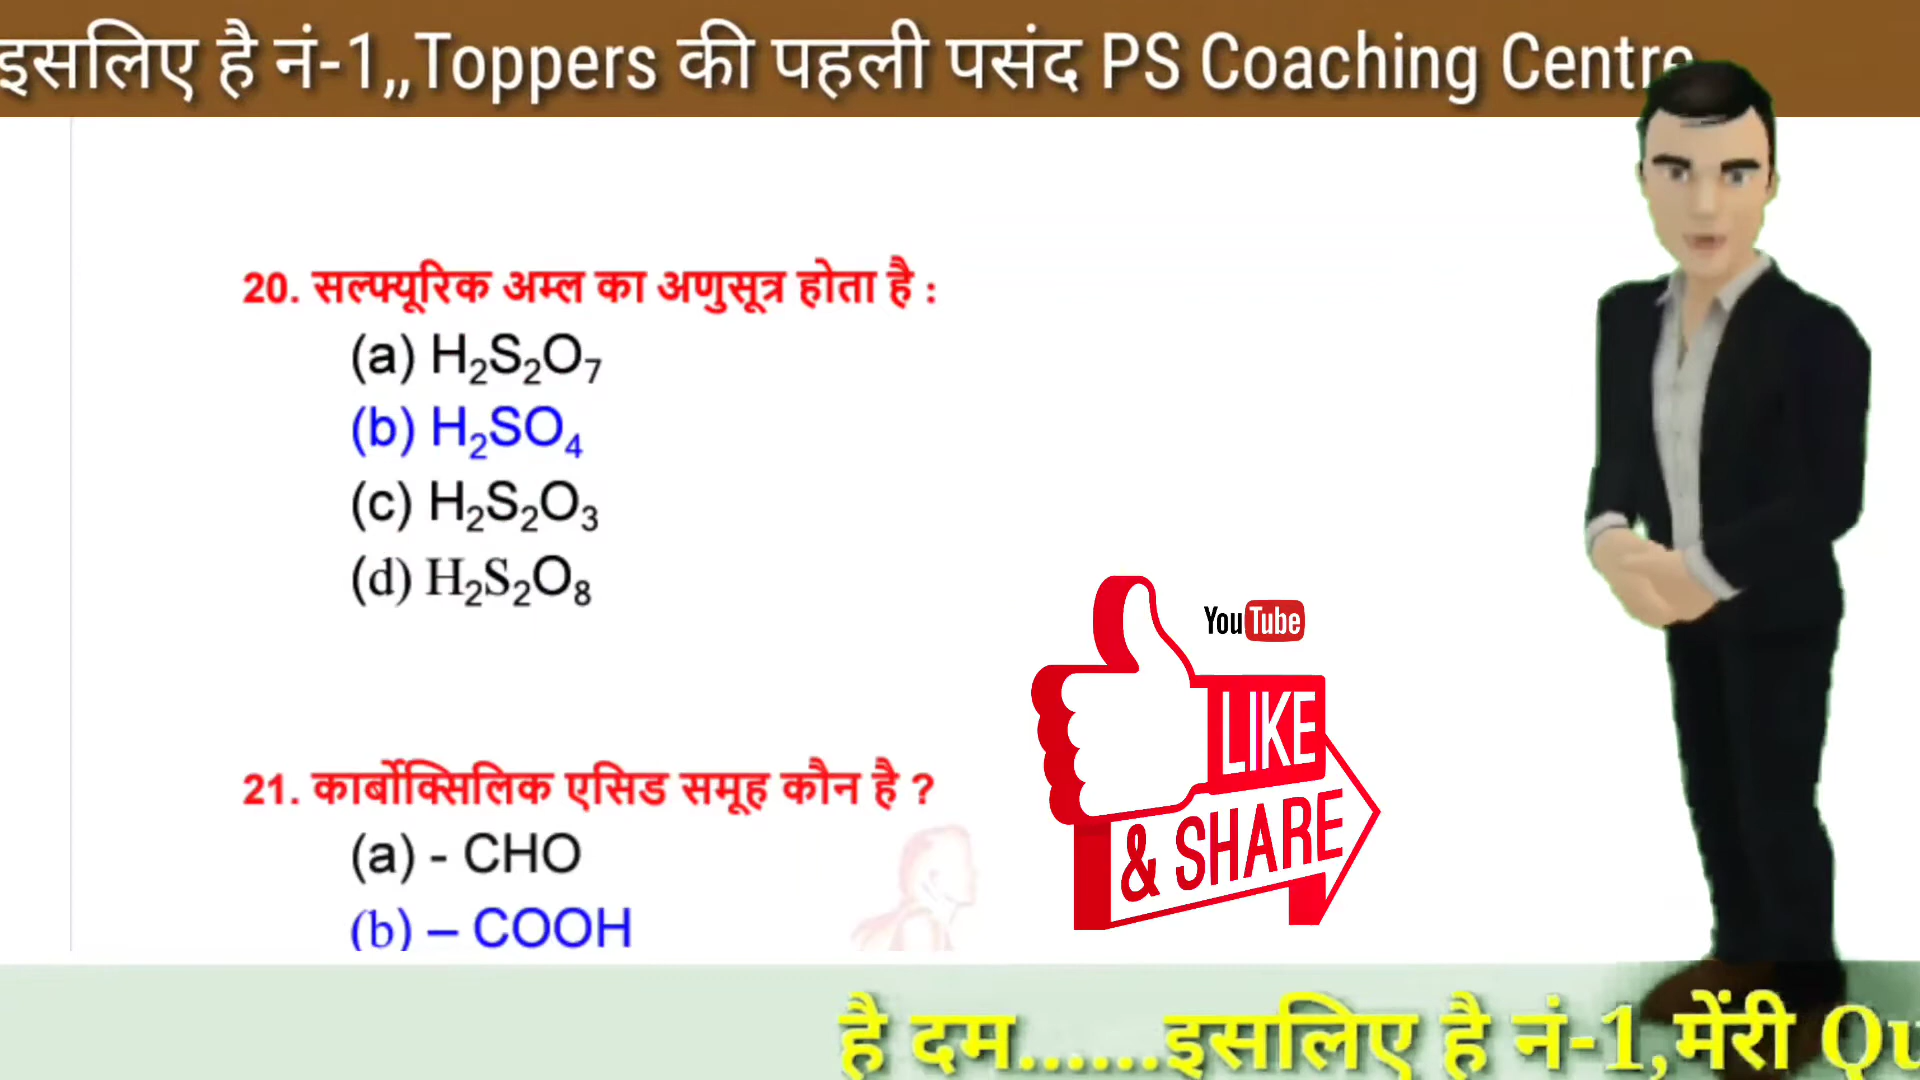 इसलिए है नं-1,,Toppers की पहली पसंद PS Coaching Centre
20. सल्फ्यूरिक अम्ल का अणुसूत्र होता है :
(a) H₂S₂O₇
(b) H₂SO₄
(c) H₂S₂O₃
(d) H₂S₂O₈
YouTube
LIKE
& SHARE
21. कार्बोक्सिलिक एसिड समूह कौन है ?
(a) - CHO
(b) – COOH
है दम......इसलिए है नं-1,मेंरी Qu